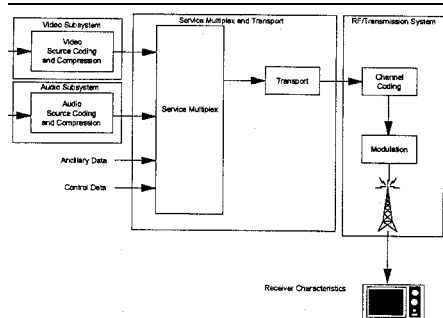 Video Subsystem
Video
Source Coding
and Compression
Audio Subsystem
Audio
Source Coding
and Compression
Ancillary Data
Control Data
Service Multiplex and Transport
Service Multiplex
Transport
RF/Transmission System
Channel
Coding
Modulation
Receiver Characteristics